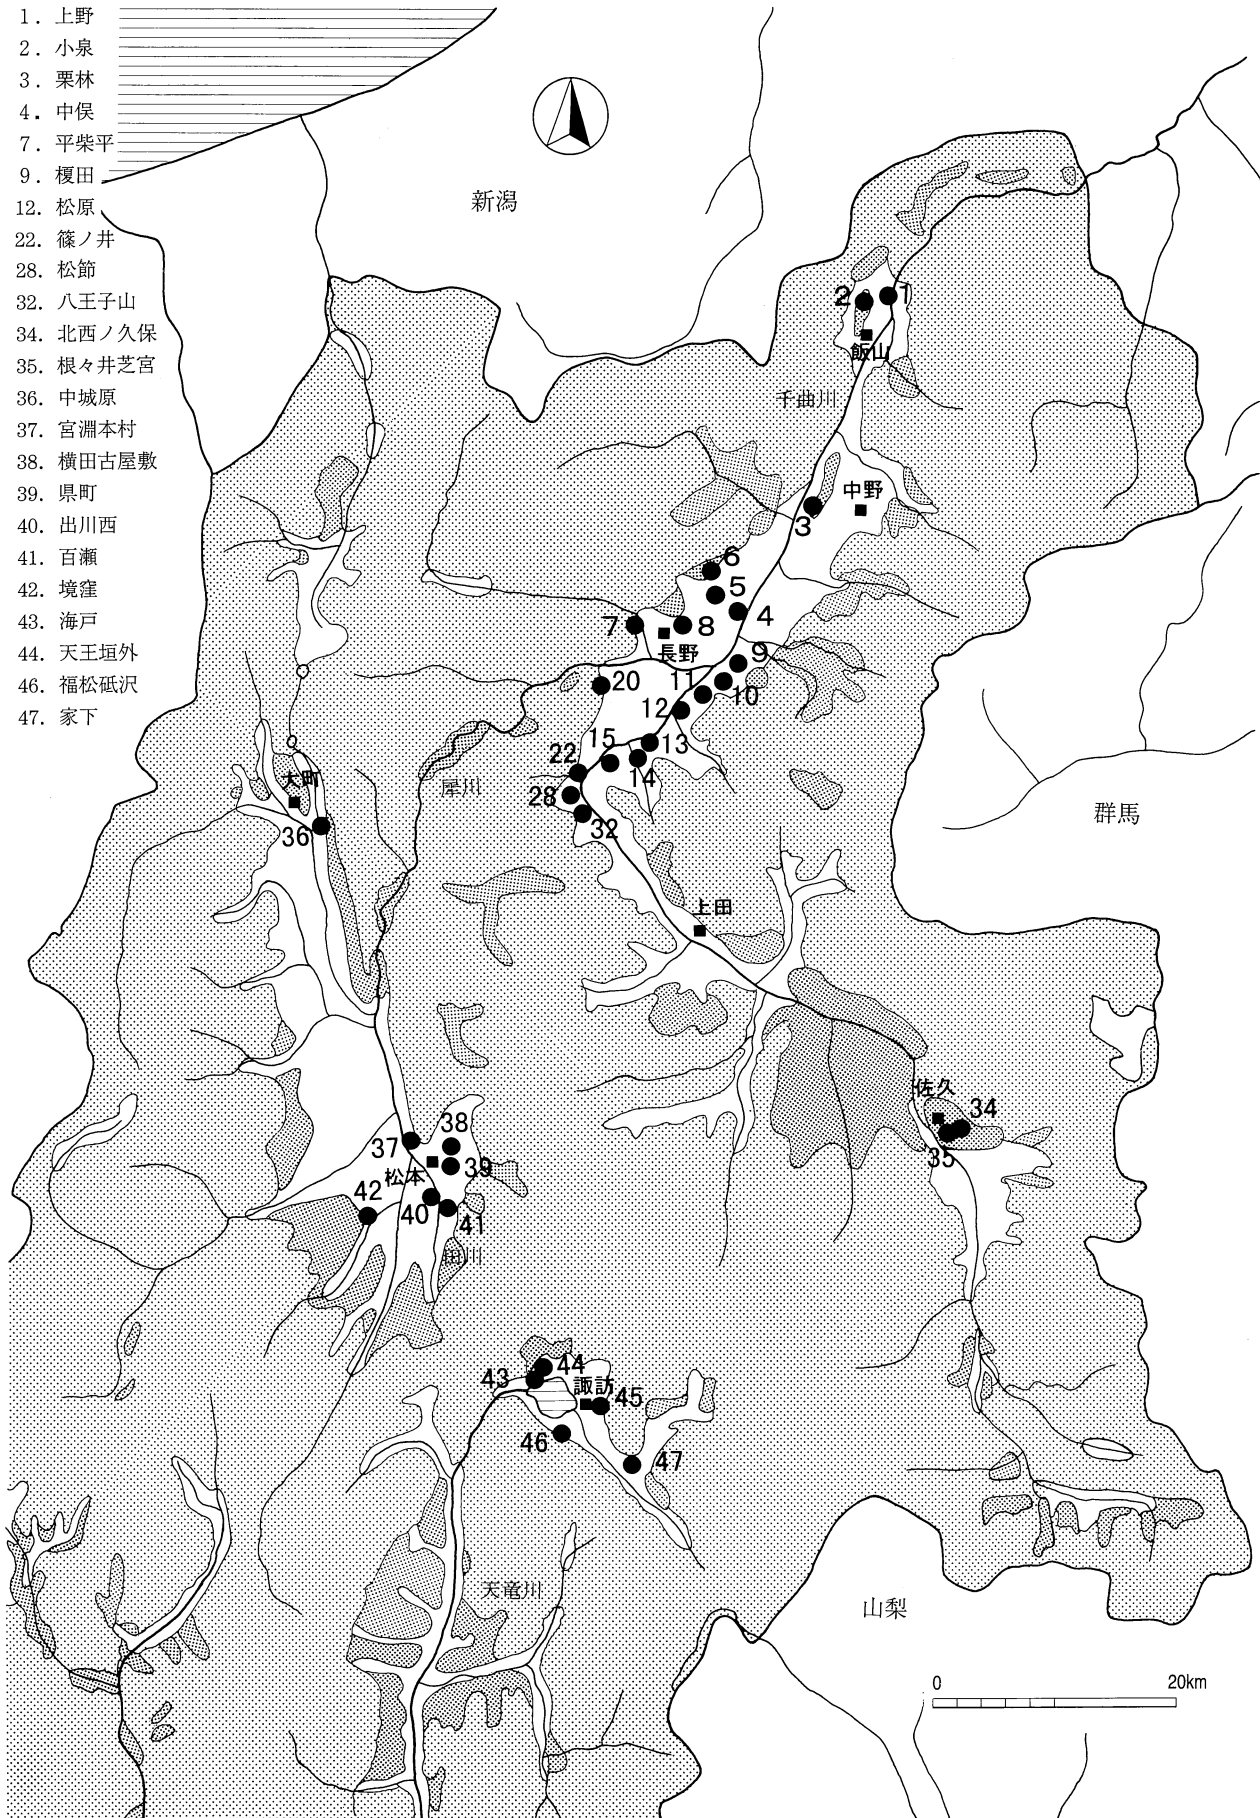 1. 上野
2. 小泉
3. 栗林
4. 中俣
7. 平柴平
9. 榎田
12. 松原
22. 篠ノ井
28. 松節
32. 八王子山
34. 北西ノ久保
35. 根々井芝宮
36. 中城原
37. 宮淵本村
38. 横田古屋敷
39. 県町
40. 出川西
41. 百瀬
42. 境窪
43. 海戸
44. 天王垣外
46. 福松砥沢
47. 家下
新潟
2
1
飯山
千曲川
中野
3
6
5
4
7
8
長野
9
20
11
10
12
15
13
22
14
大町
犀川
28
32
36
群馬
上田
佐久
34
35
38
37
39
松本
42
40
41
田川
44
43
諏訪
45
46
47
天竜川
山梨
0
20km